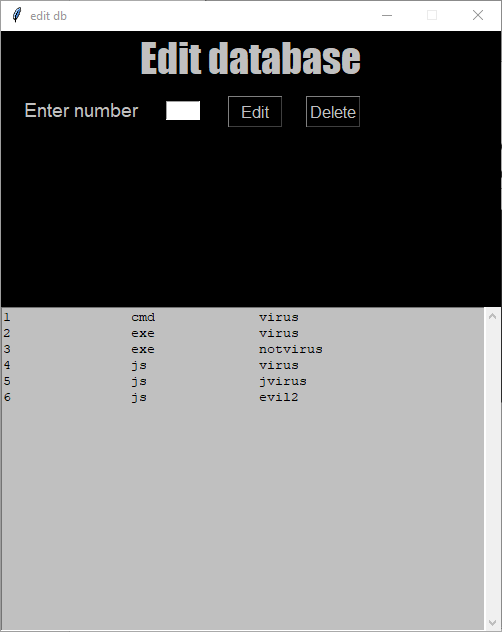 edit db
Edit database
Enter number Edit Delete
1 cmd virus
2 exe virus
3 exe notvirus
4 js virus
5 js jvirus
6 js evil2